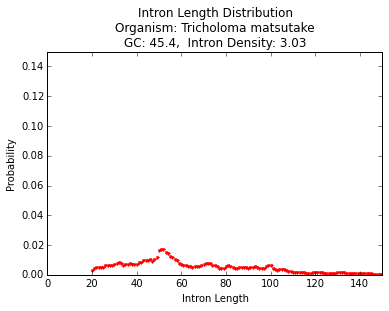 Intron Length Distribution
Organism: Tricholoma matsutake
GC: 45.4,  Intron Density: 3.03
0.14
0.12
0.10
0.08
0.06
0.04
0.02
0.00
Probability
0 20 40 60 80 100 120 140
Intron Length